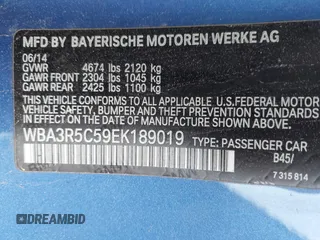 MFD BY BAYERISCHE MOTOREN WERKE AG
06/14
GVWR 4674 lbs 2120 kg
GAWR FRONT 2304 lbs 1045 kg
GAWR REAR 2425 lbs 1100 KG
THIS VEHICLE CONFORMS TO ALL APPLICABLE
FEDERAL MOTOR VEHICLE SAFETY, BUMPER
AND THEFT PREVENTION STANDARDS IN
EFFECT ON THE DATE OF MANUFACTURE
SHOWN ABOVE.
WBA3R5C59EK189019 TYPE: PASSENGER CAR
B45/
7 315 814
DREAMBID